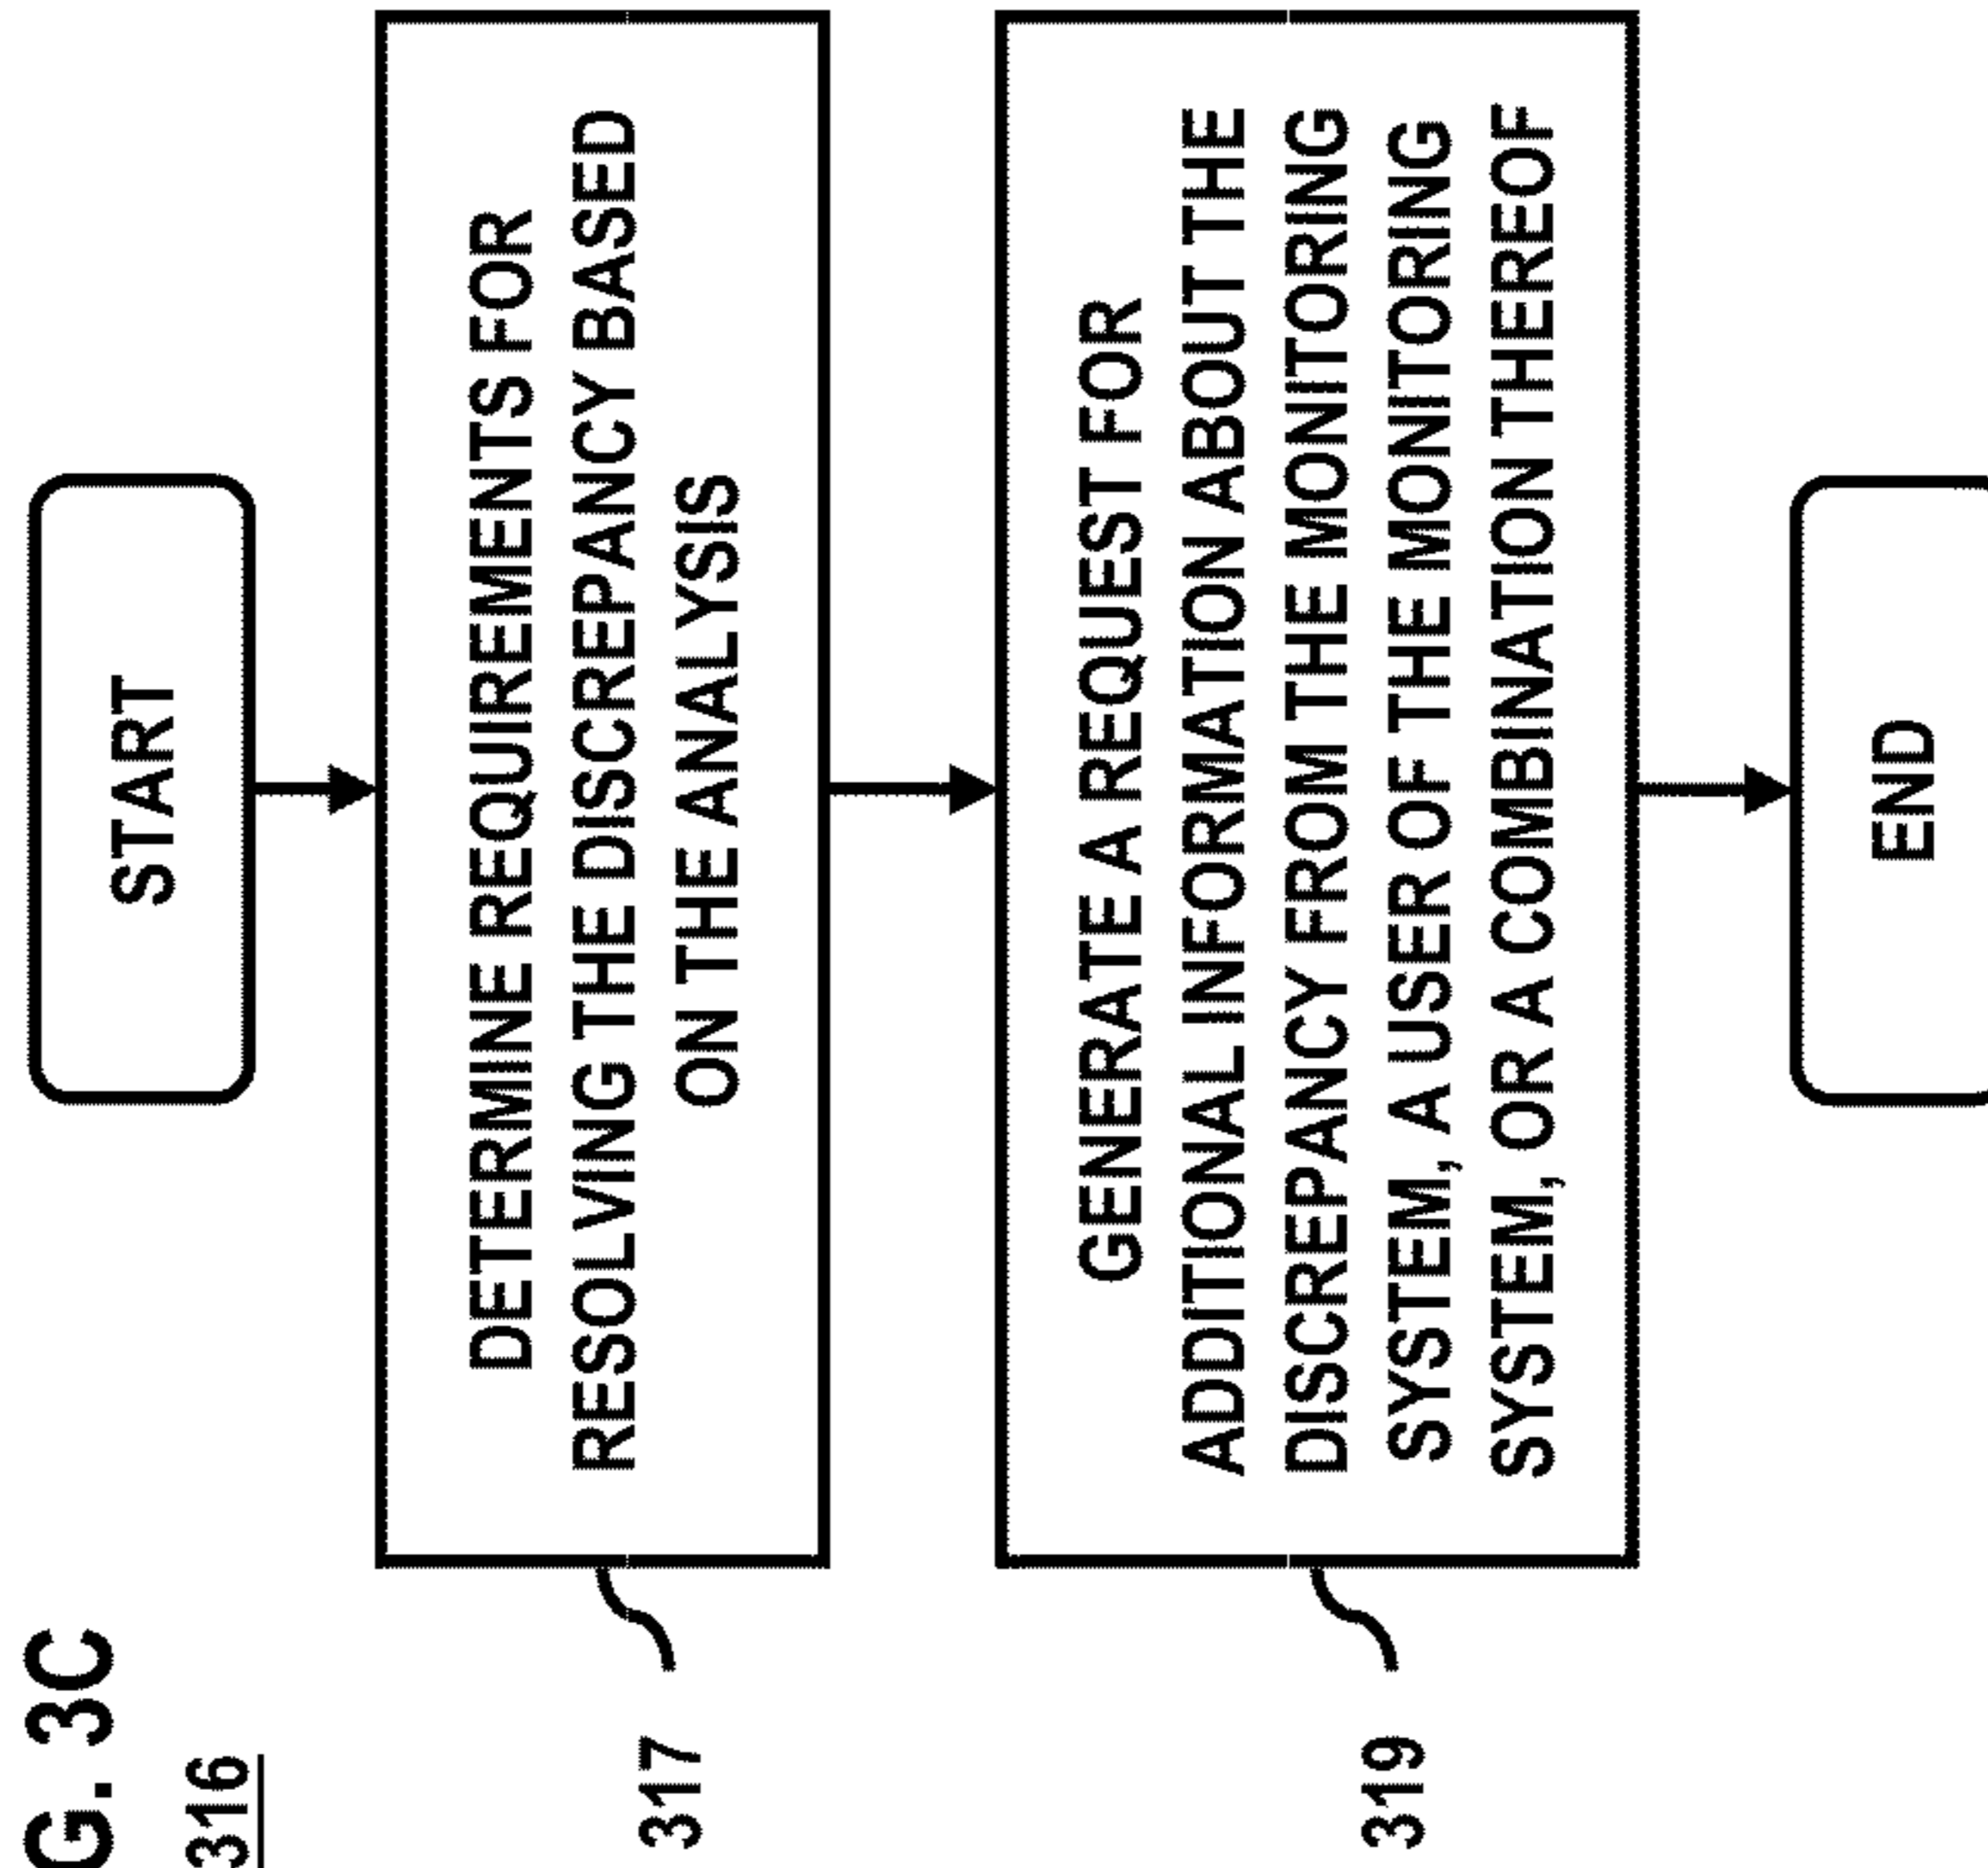 G. 3C
316
START
DETERMINE REQUIREMENTS FOR
RESOLVING THE DISCREPANCY BASED
ON THE ANALYSIS
317
GENERATE A REQUEST FOR
ADDITIONAL INFORMATION ABOUT THE
DISCREPANCY FROM THE MONITORING
SYSTEM, A USER OF THE MONITORING
SYSTEM, OR A COMBINATION THEREOF
319
END